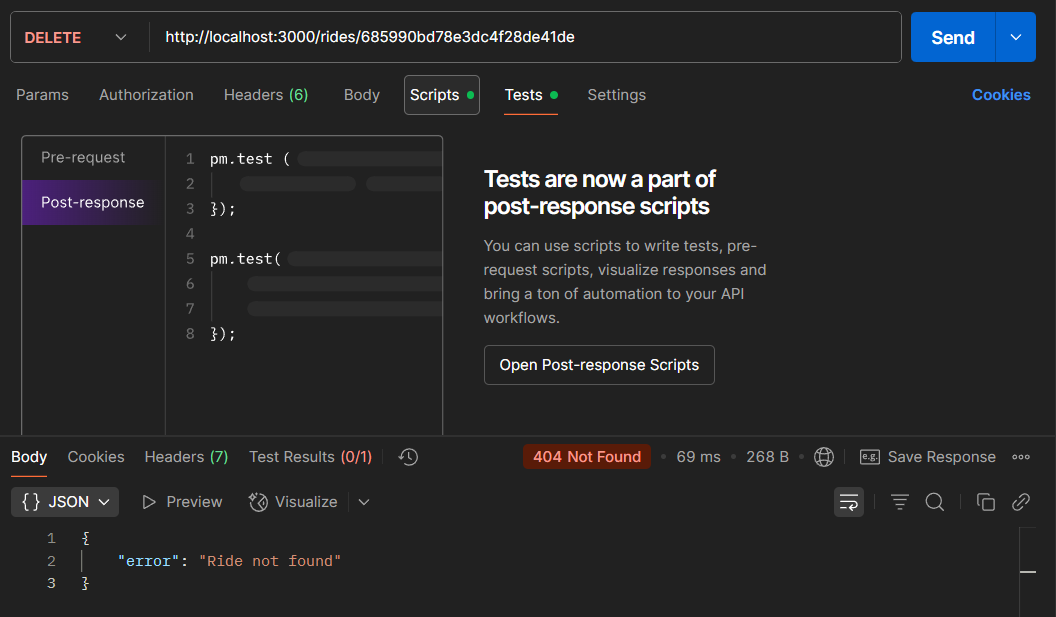 DELETE http://localhost:3000/rides/685990bd78e3dc4f28de41de Send
Params Authorization Headers (6) Body Scripts Tests Settings Cookies
Pre-request
Post-response
1 pm.test (
2
3 });
4
5 pm.test(
6
7
8 });
Tests are now a part of
post-response scripts
You can use scripts to write tests, pre-
request scripts, visualize responses and
bring a ton of automation to your API
workflows.
Open Post-response Scripts
Body Cookies Headers (7) Test Results (0/1) 404 Not Found • 69 ms • 268 B • e.g. Save Response
{} JSON Preview Visualize
1 {
2 "error": "Ride not found"
3 }